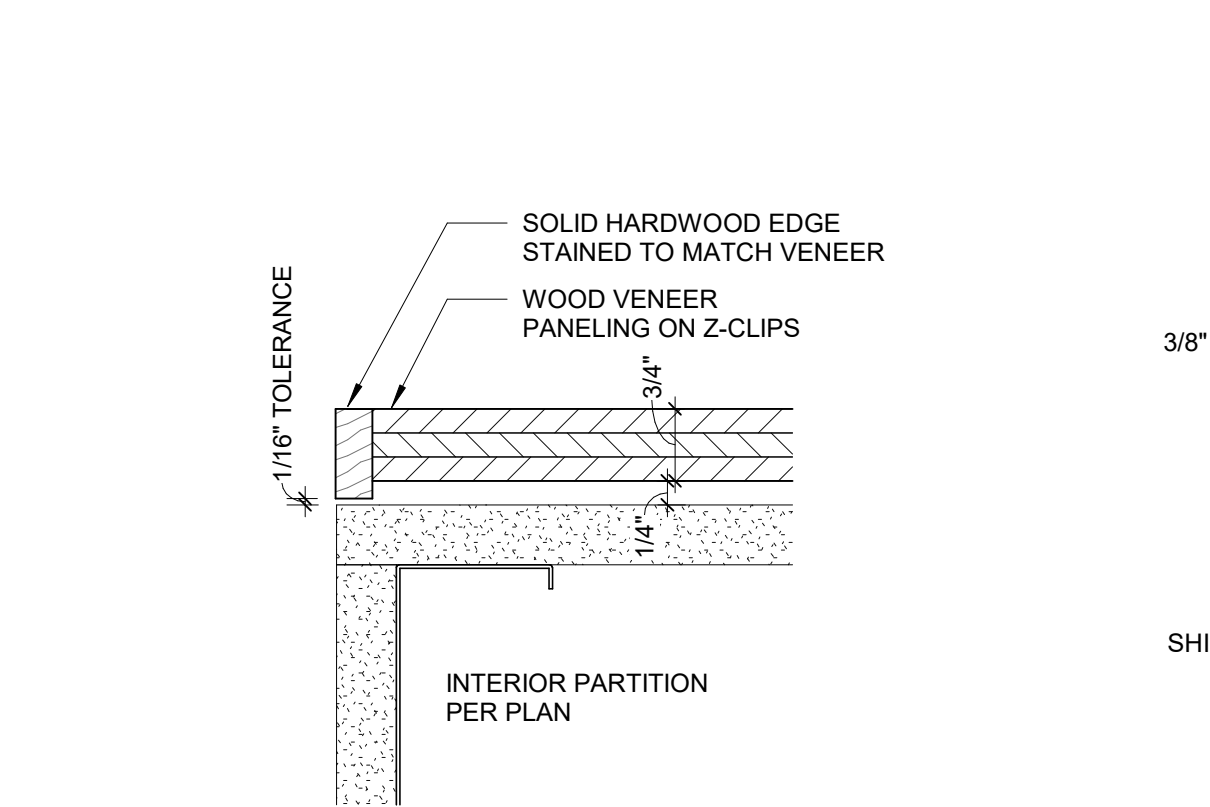 SOLID HARDWOOD EDGE
STAINED TO MATCH VENEER
WOOD VENEER
PANELING ON Z-CLIPS
1/16" TOLERANCE
3/4"
1/4"
3/8"
SHI
INTERIOR PARTITION
PER PLAN